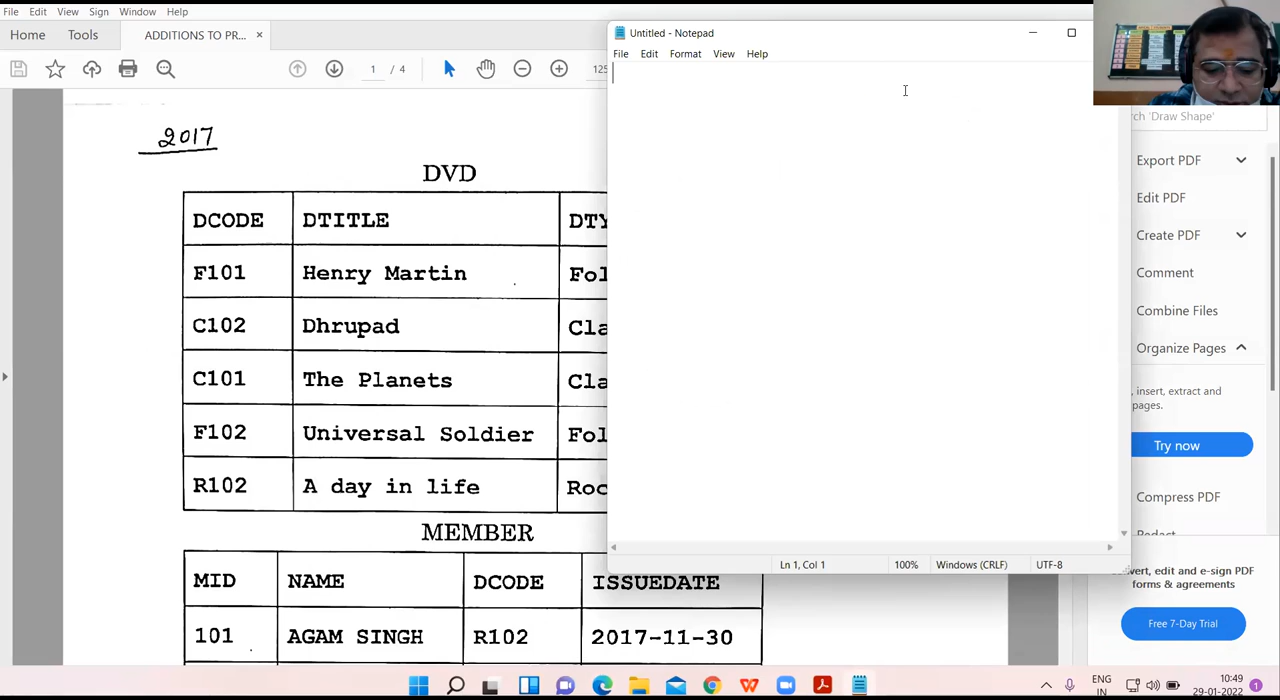 File Edit View Sign Window Help
Home Tools ADDITIONS TO PR... ×
1 / 4 125
Untitled - Notepad
File Edit Format View Help
2017
DVD
DCODE DTITLE DTY
F101 Henry Martin Fol
C102 Dhrupad Cla
C101 The Planets Cla
F102 Universal Soldier Fol
R102 A day in life Roc
MEMBER
MID NAME DCODE ISSUEDATE
101 AGAM SINGH R102 2017-11-30
Ln 1, Col 1 100% Windows (CRLF) UTF-8
rch 'Draw Shape'
Export PDF
Edit PDF
Create PDF
Comment
Combine Files
Organize Pages
, insert, extract and
pages.
Try now
Compress PDF
Redact
vert, edit and e-sign PDF
forms & agreements
Free 7-Day Trial
ENG
IN
10:49
29-01-2022
1